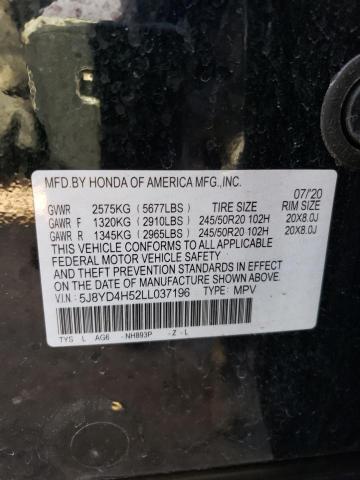 MFD.BY HONDA OF AMERICA MFG.,INC.
07/20
GVWR 2575KG (5677LBS) TIRE SIZE RIM SIZE
GAWR F 1320KG (2910LBS) 245/50R20 102H 20X8.0J
GAWR R 1345KG (2965LBS) 245/50R20 102H 20X8.0J
THIS VEHICLE CONFORMS TO ALL APPLICABLE
FEDERAL MOTOR VEHICLE SAFETY
AND THEFT PREVENTION STANDARDS IN EFFECT
ON THE DATE OF MANUFACTURE SHOWN ABOVE.
V.I.N: 5J8YD4H52LL037196 TYPE: MPV
TYS L AG6 -NH893P -Z -L